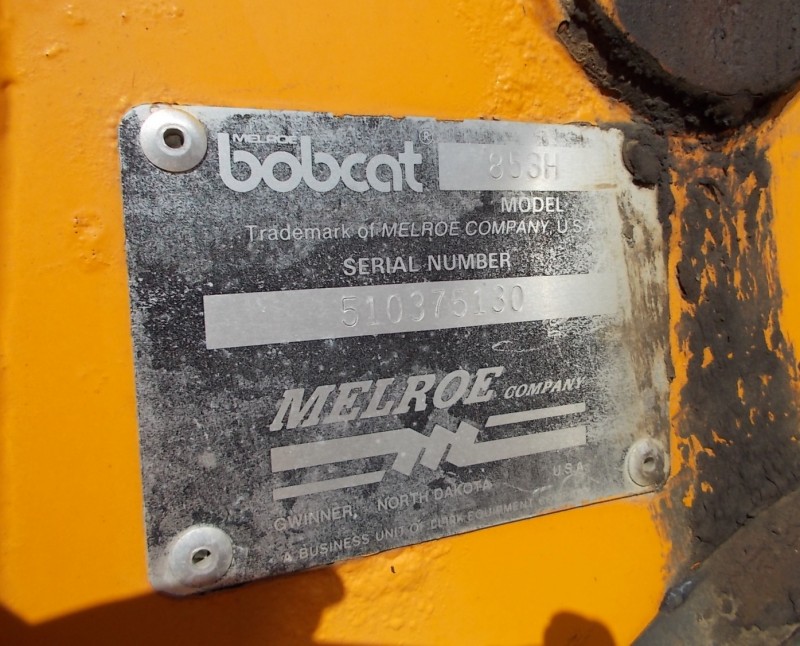 MELROE
bobcat® 853H
MODEL
Trademark of MELROE COMPANY, U.S.A
SERIAL NUMBER
510375130
MELROE COMPANY
GWINNER, NORTH DAKOTA USA
A BUSINESS UNIT OF CLARK EQUIPMENT